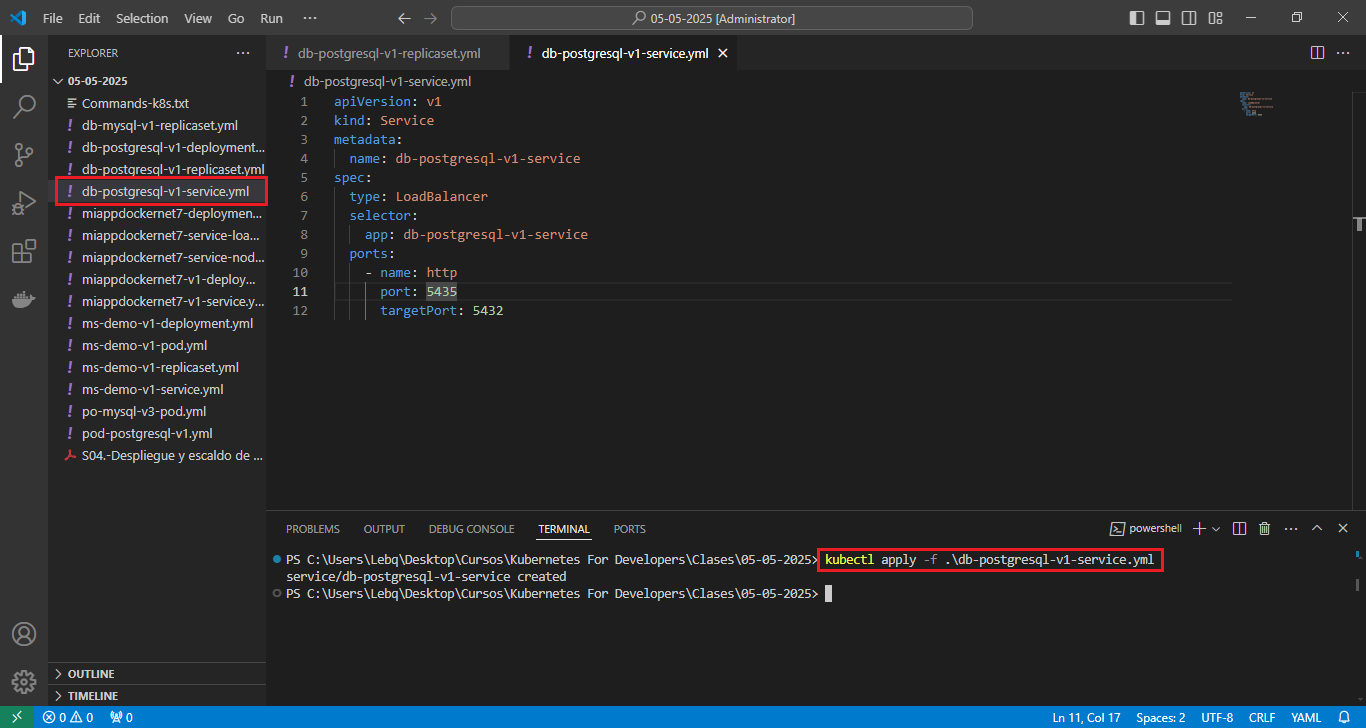 File Edit Selection View Go Run ··· 05-05-2025 [Administrator]
EXPLORER ···
05-05-2025
Commands-k8s.txt
! db-mysql-v1-replicaset.yml
! db-postgresql-v1-deployment...
! db-postgresql-v1-replicaset.yml
! db-postgresql-v1-service.yml
! miappdockernet7-deploymen...
! miappdockernet7-service-loa...
! miappdockernet7-service-nod...
! miappdockernet7-v1-deploy...
! miappdockernet7-v1-service.y...
! ms-demo-v1-deployment.yml
! ms-demo-v1-pod.yml
! ms-demo-v1-replicaset.yml
! ms-demo-v1-service.yml
! po-mysql-v3-pod.yml
! pod-postgresql-v1.yml
S04.-Despliegue y escaldo de ...
OUTLINE
TIMELINE
! db-postgresql-v1-replicaset.yml ! db-postgresql-v1-service.yml
! db-postgresql-v1-service.yml
1 apiVersion: v1
2 kind: Service
3 metadata:
4 name: db-postgresql-v1-service
5 spec:
6 type: LoadBalancer
7 selector:
8 app: db-postgresql-v1-service
9 ports:
10 - name: http
11 port: 5435
12 targetPort: 5432
PROBLEMS OUTPUT DEBUG CONSOLE TERMINAL PORTS powershell
PS C:\Users\Lebq\Desktop\Cursos\Kubernetes For Developers\Clases\05-05-2025> kubectl apply -f .\db-postgresql-v1-service.yml
service/db-postgresql-v1-service created
PS C:\Users\Lebq\Desktop\Cursos\Kubernetes For Developers\Clases\05-05-2025>
0 0 0 Ln 11, Col 17 Spaces: 2 UTF-8 CRLF YAML